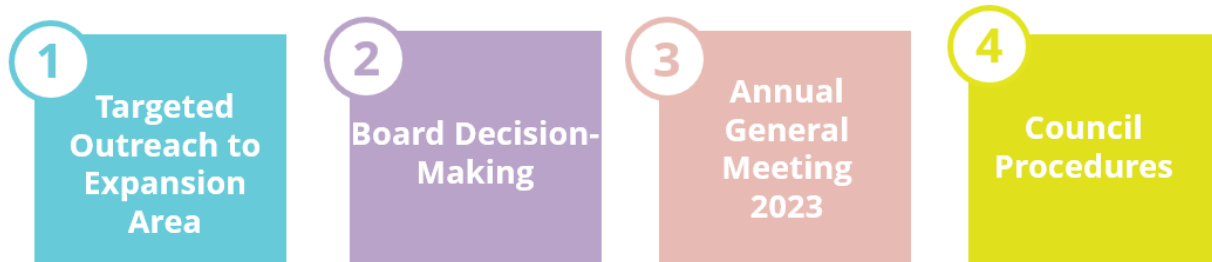 1
Targeted
Outreach to
Expansion
Area
2
Board Decision-
Making
3
Annual
General
Meeting
2023
4
Council
Procedures